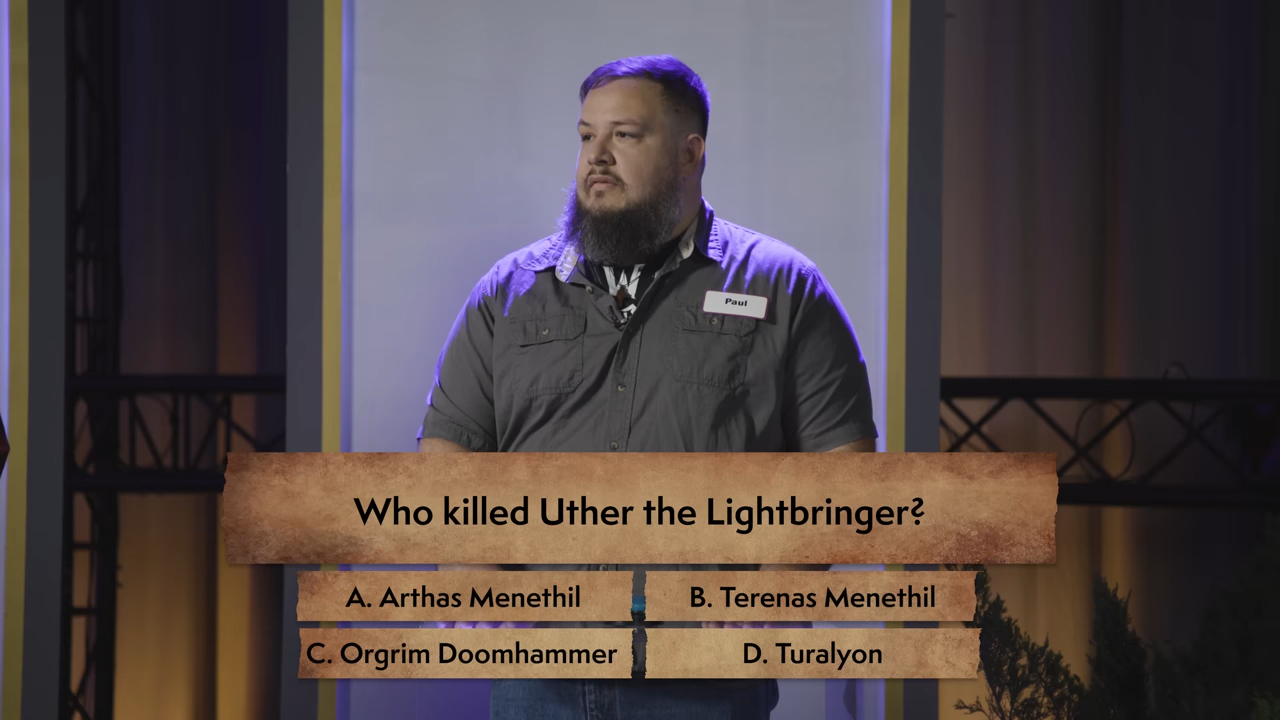 Paul
Who killed Uther the Lightbringer?
A. Arthas Menethil
B. Terenas Menethil
C. Orgrim Doomhammer
D. Turalyon